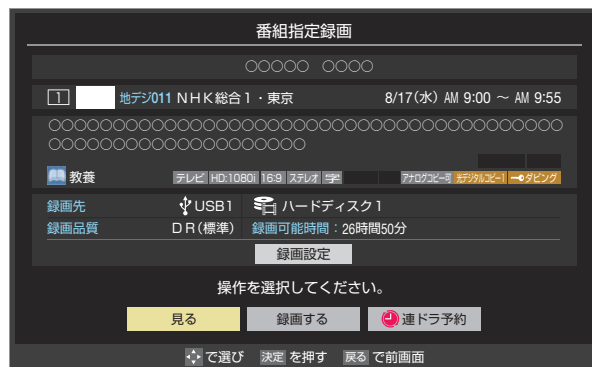 番組指定録画
○○○○○ ○○○○
1 地デジ011 NHK総合1・東京 8/17(水) AM 9:00 ~ AM 9:55
○○○○○○○○○○○○○○○○○○○○○○○○○○○○○○○○○○○○○○○○
○○○○○○○○○○○○○○○○○○○○
教養 テレビ HD:1080i 16:9 ステレオ 字 アナログコピー可 光デジタルコピー1 ダビング
録画先 USB1 ハードディスク1
録画品質 DR(標準) 録画可能時間:26時間50分
録画設定
操作を選択してください。
見る 録画する 連ドラ予約
で選び 決定 を押す 戻る で前画面